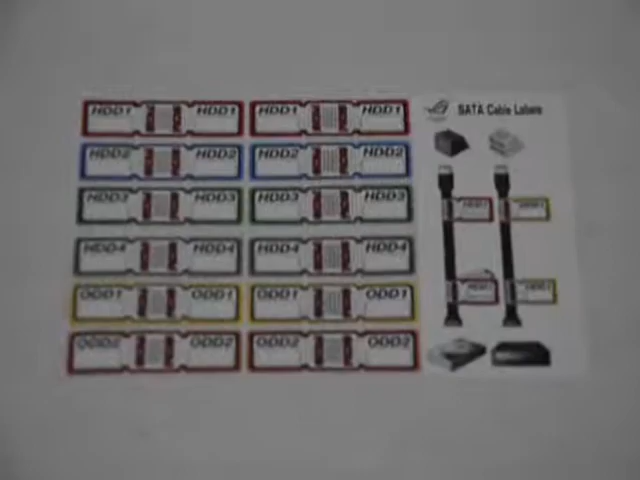 HDD1 HDD1 HDD1 HDD1
HDD2 HDD2 HDD2 HDD2
HDD3 HDD3 HDD3 HDD3
HDD4 HDD4 HDD4 HDD4
ODD1 ODD1 ODD1 ODD1
ODD2 ODD2 ODD2 ODD2
SATA Cable Labels